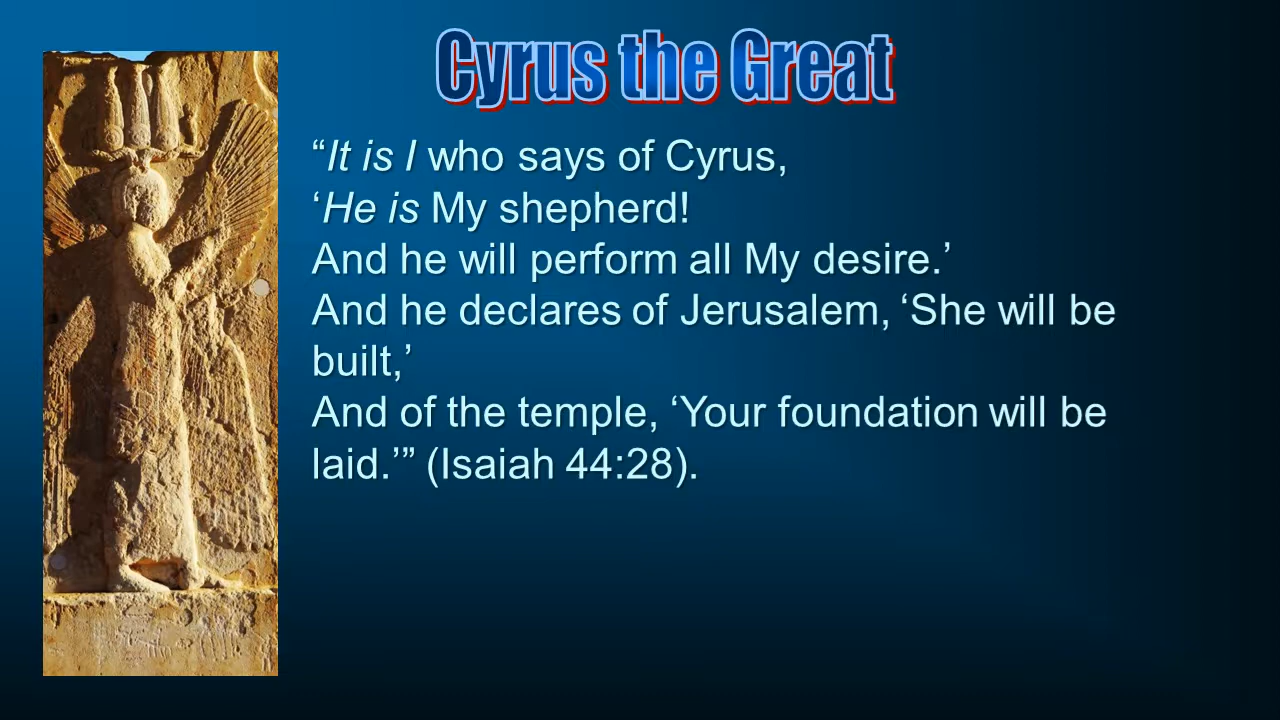 Cyrus the Great
“It is I who says of Cyrus,
‘He is My shepherd!
And he will perform all My desire.’
And he declares of Jerusalem, ‘She will be
built,’
And of the temple, ‘Your foundation will be
laid.’” (Isaiah 44:28).